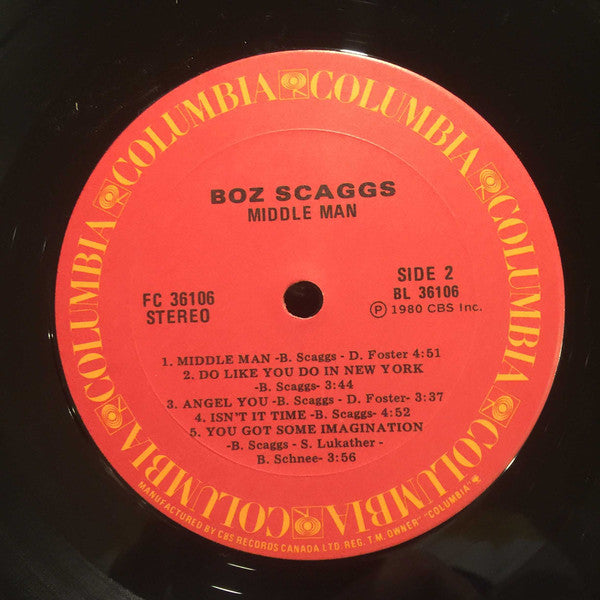 COLUMBIA COLUMBIA COLUMBIA COLUMBIA COLUMBIA COLUMBIA
BOZ SCAGGS
MIDDLE MAN
FC 36106
STEREO
SIDE 2
BL 36106
Ⓟ 1980 CBS Inc.
1. MIDDLE MAN -B. Scaggs - D. Foster 4:51
2. DO LIKE YOU DO IN NEW YORK
-B. Scaggs- 3:44
3. ANGEL YOU -B. Scaggs - D. Foster- 3:37
4. ISN'T IT TIME -B. Scaggs- 4:52
5. YOU GOT SOME IMAGINATION
-B. Scaggs - S. Lukather -
B. Schnee- 3:56
MANUFACTURED BY CBS RECORDS CANADA LTD. REG. T.M. OWNER "COLUMBIA"